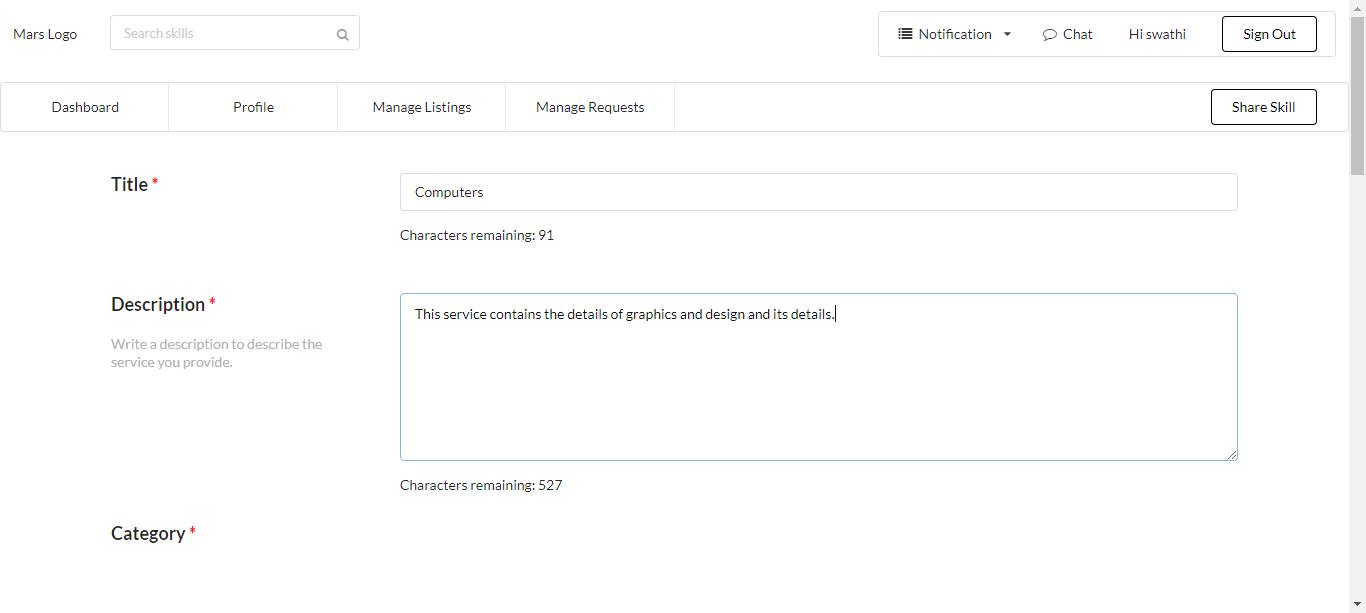 Mars Logo
Search skills
Notification
Chat
Hi swathi
Sign Out
Dashboard
Profile
Manage Listings
Manage Requests
Share Skill
Title *
Computers
Characters remaining: 91
Description *
This service contains the details of graphics and design and its details.
Write a description to describe the
service you provide.
Characters remaining: 527
Category *